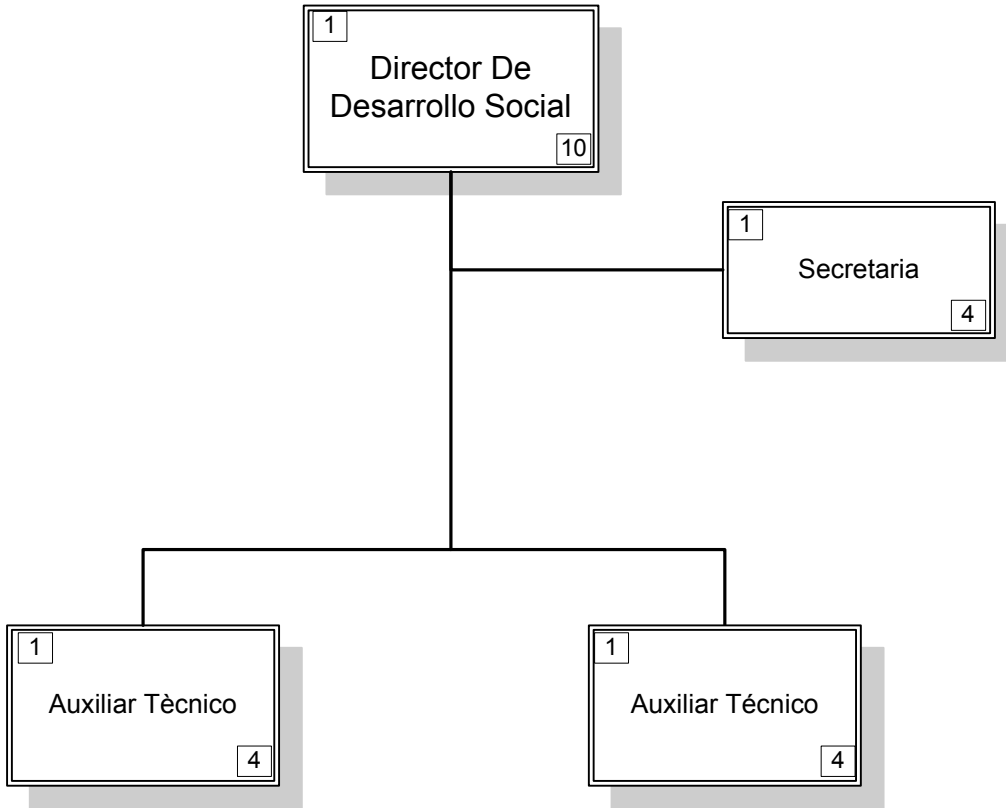 1
Director De
Desarrollo Social
10
1
Secretaria
4
1
Auxiliar Tècnico
4
1
Auxiliar Técnico
4